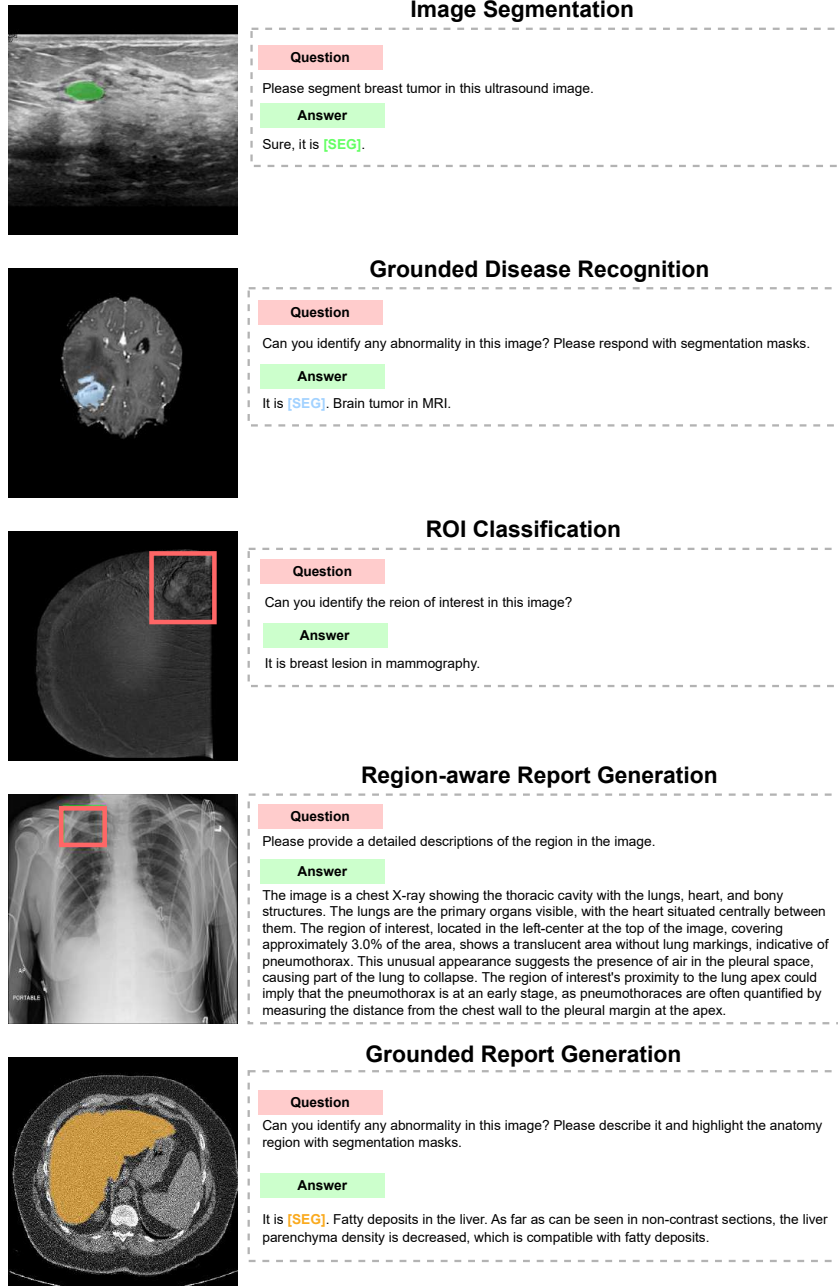 Image Segmentation
Question
Please segment breast tumor in this ultrasound image.
Answer
Sure, it is [SEG].
Grounded Disease Recognition
Question
Can you identify any abnormality in this image? Please respond with segmentation masks.
Answer
It is [SEG]. Brain tumor in MRI.
ROI Classification
Question
Can you identify the reion of interest in this image?
Answer
It is breast lesion in mammography.
Region-aware Report Generation
Question
Please provide a detailed descriptions of the region in the image.
Answer
The image is a chest X-ray showing the thoracic cavity with the lungs, heart, and bony
structures. The lungs are the primary organs visible, with the heart situated centrally between
them. The region of interest, located in the left-center at the top of the image, covering
approximately 3.0% of the area, shows a translucent area without lung markings, indicative of
pneumothorax. This unusual appearance suggests the presence of air in the pleural space,
causing part of the lung to collapse. The region of interest's proximity to the lung apex could
imply that the pneumothorax is at an early stage, as pneumothoraces are often quantified by
measuring the distance from the chest wall to the pleural margin at the apex.
AP
PORTABLE
Grounded Report Generation
Question
Can you identify any abnormality in this image? Please describe it and highlight the anatomy
region with segmentation masks.
Answer
It is [SEG]. Fatty deposits in the liver. As far as can be seen in non-contrast sections, the liver
parenchyma density is decreased, which is compatible with fatty deposits.